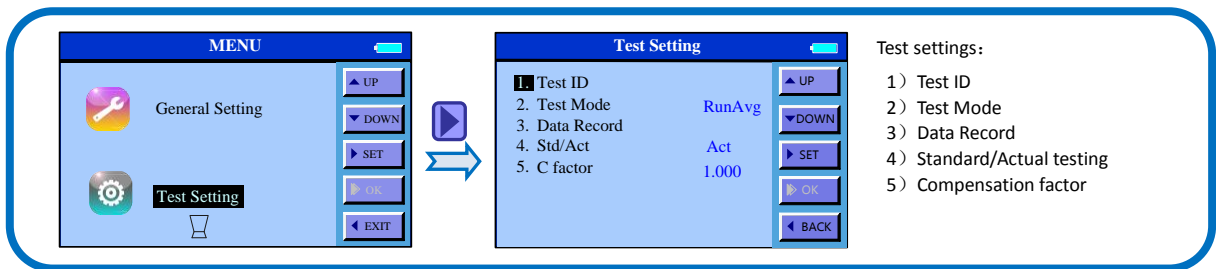 MENU
General Setting
Test Setting
▲ UP
▼ DOWN
▶ SET
▶ OK
◀ EXIT
Test Setting
1. Test ID
2. Test Mode RunAvg
3. Data Record
4. Std/Act Act
5. C factor 1.000
▲ UP
▼DOWN
▶ SET
▶ OK
◀ BACK
Test settings：
1）Test ID
2）Test Mode
3）Data Record
4）Standard/Actual testing
5）Compensation factor